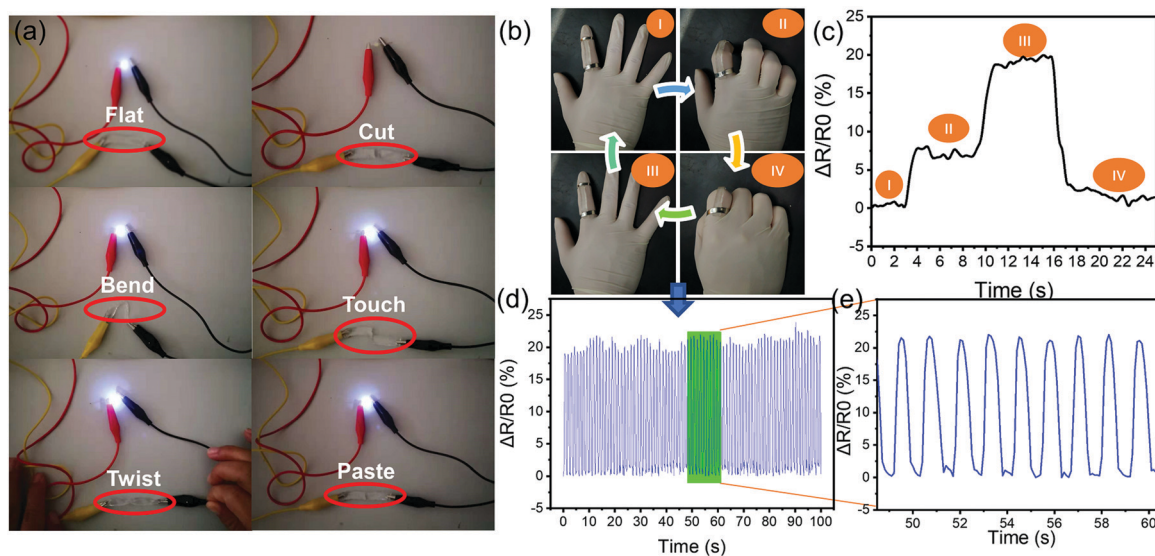 (a)
Flat
Cut
Bend
Touch
Twist
Paste
(b)
I
II
III
IV
(c)
ΔR/R0 (%)
25
20
15
10
5
0
-5
I
II
III
IV
0 2 4 6 8 10 12 14 16 18 20 22 24
Time (s)
(d)
ΔR/R0 (%)
25
20
15
10
5
0
-5
0 10 20 30 40 50 60 70 80 90 100
Time (s)
(e)
ΔR/R0 (%)
25
20
15
10
5
0
-5
50 52 54 56 58 60
Time (s)